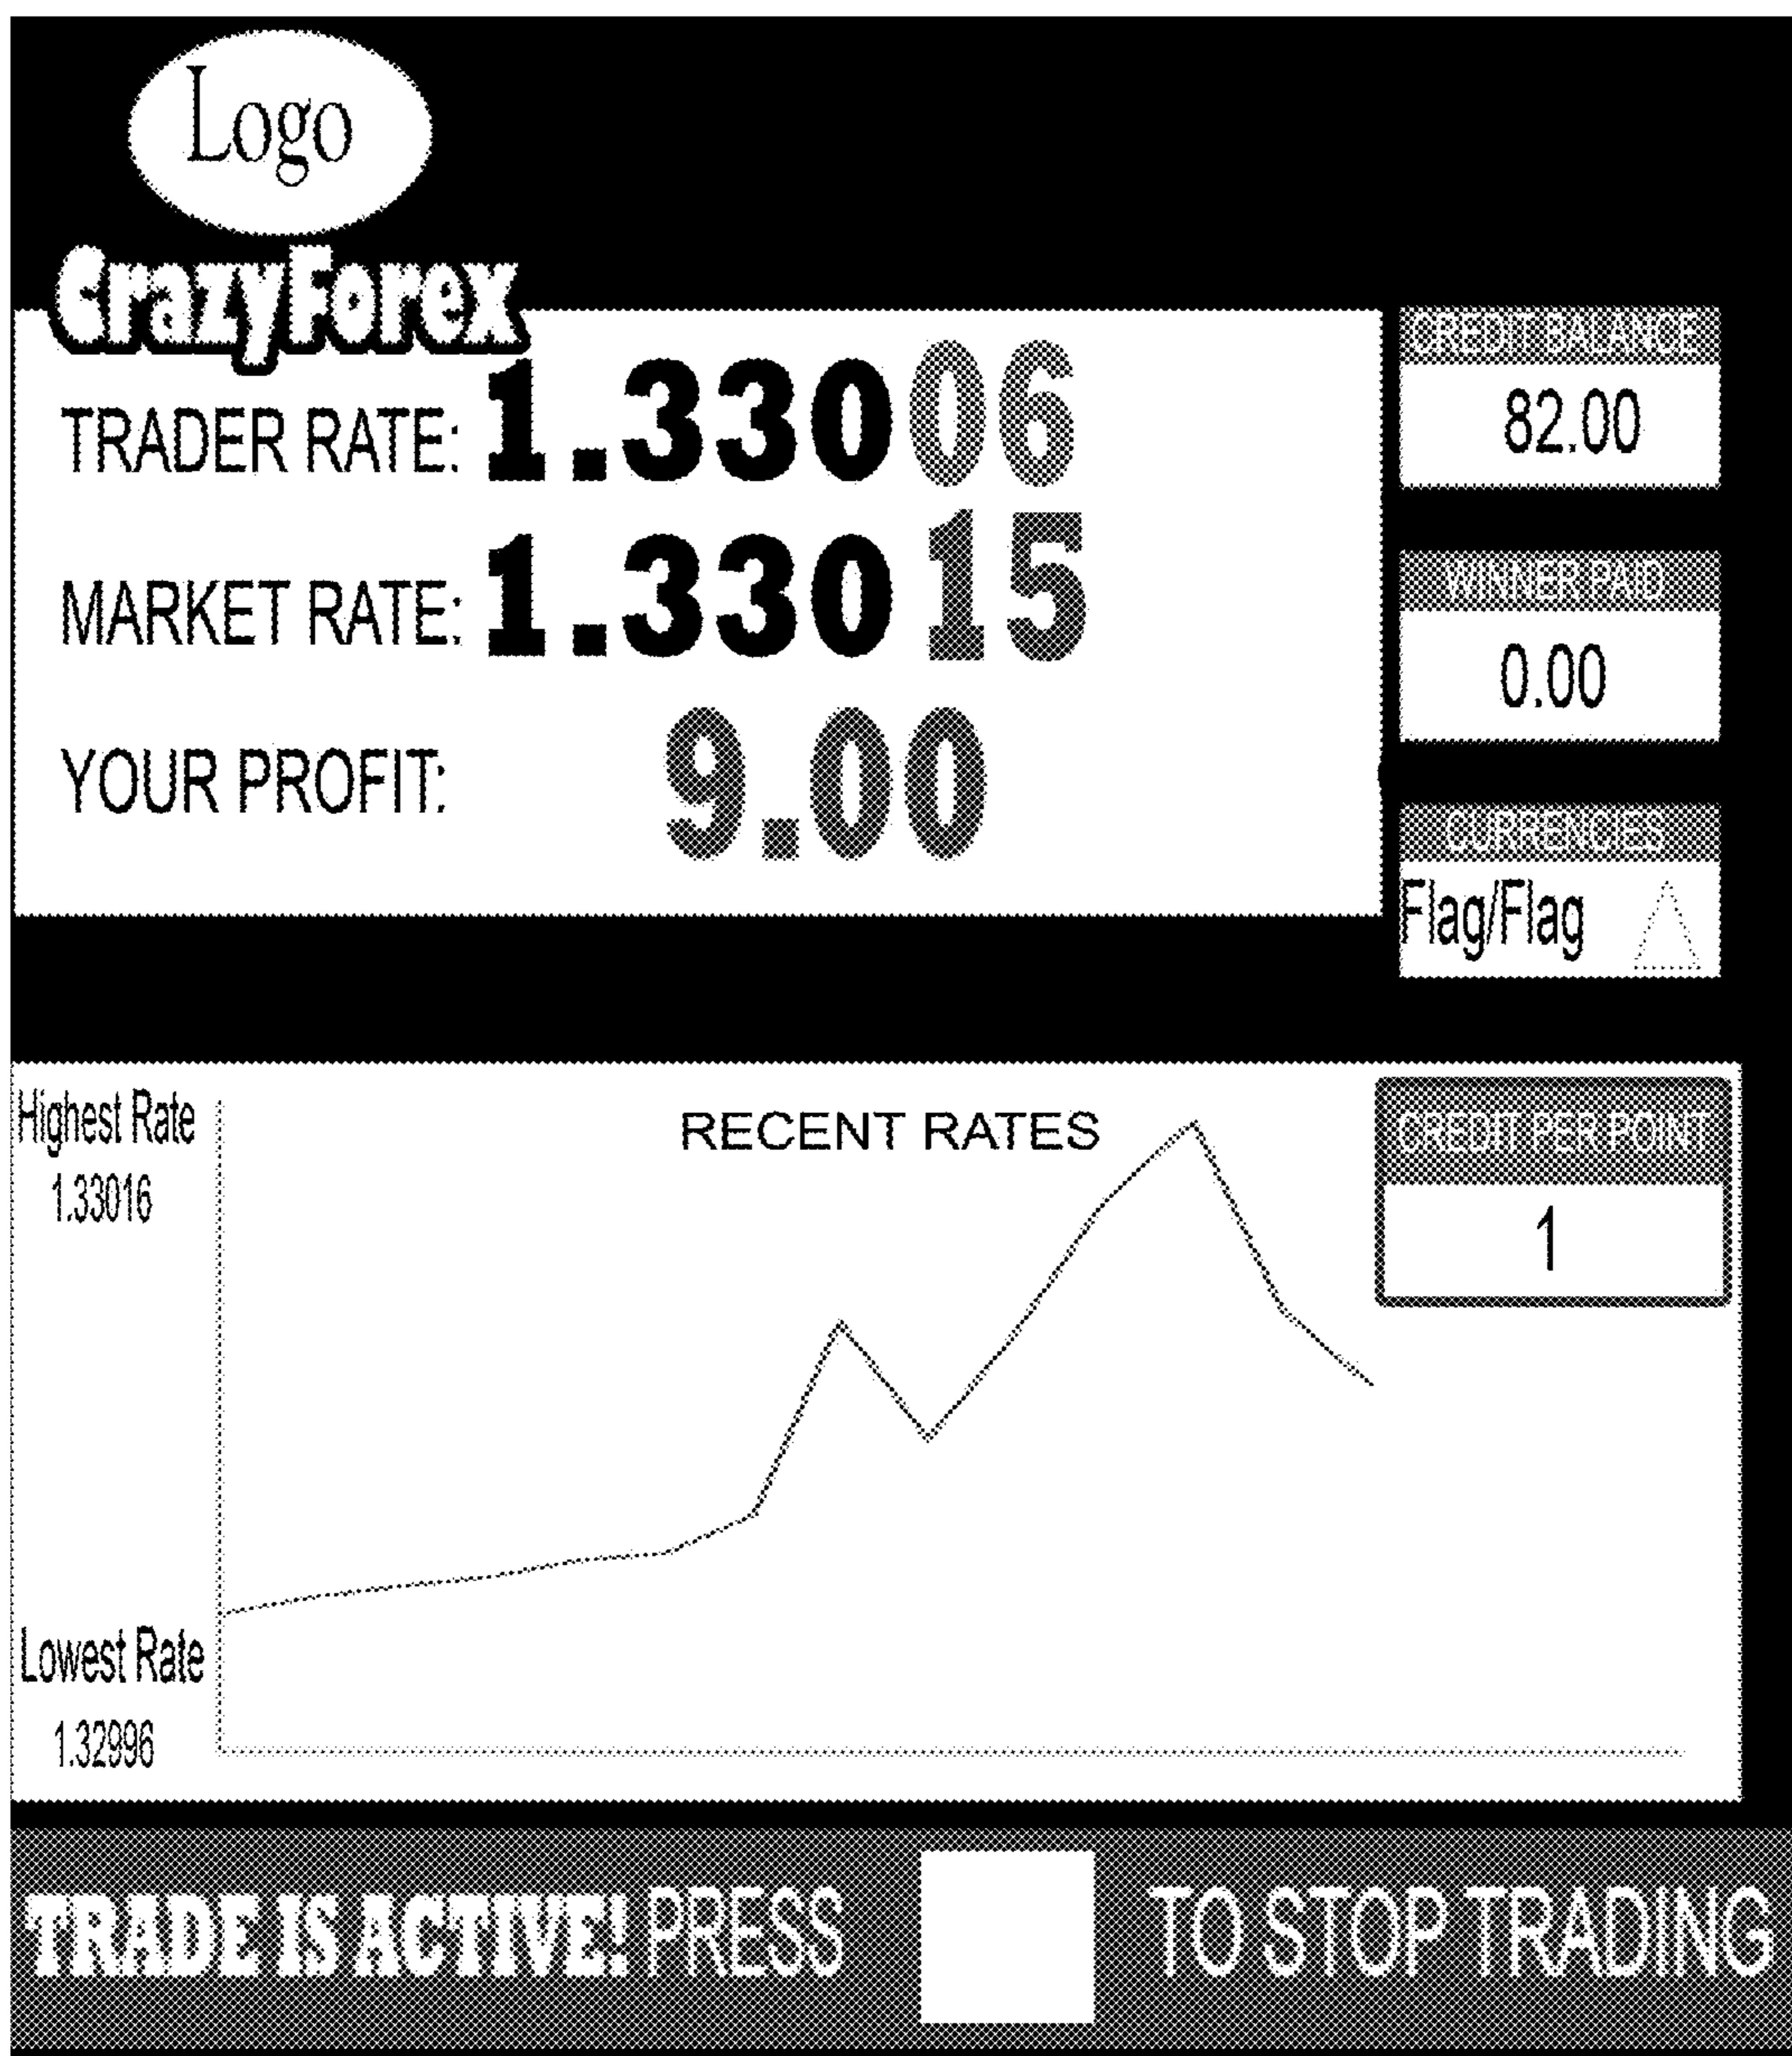 Logo
CrazyForex
TRADER RATE: 1.33006
MARKET RATE: 1.33015
YOUR PROFIT: 9.00
CREDIT BALANCE
82.00
WINNER PAID
0.00
CURRENCIES
Flag/Flag
RECENT RATES
Highest Rate
1.33016
CREDIT PER POINT
1
Lowest Rate
1.32996
TRADE IS ACTIVE! PRESS TO STOP TRADING